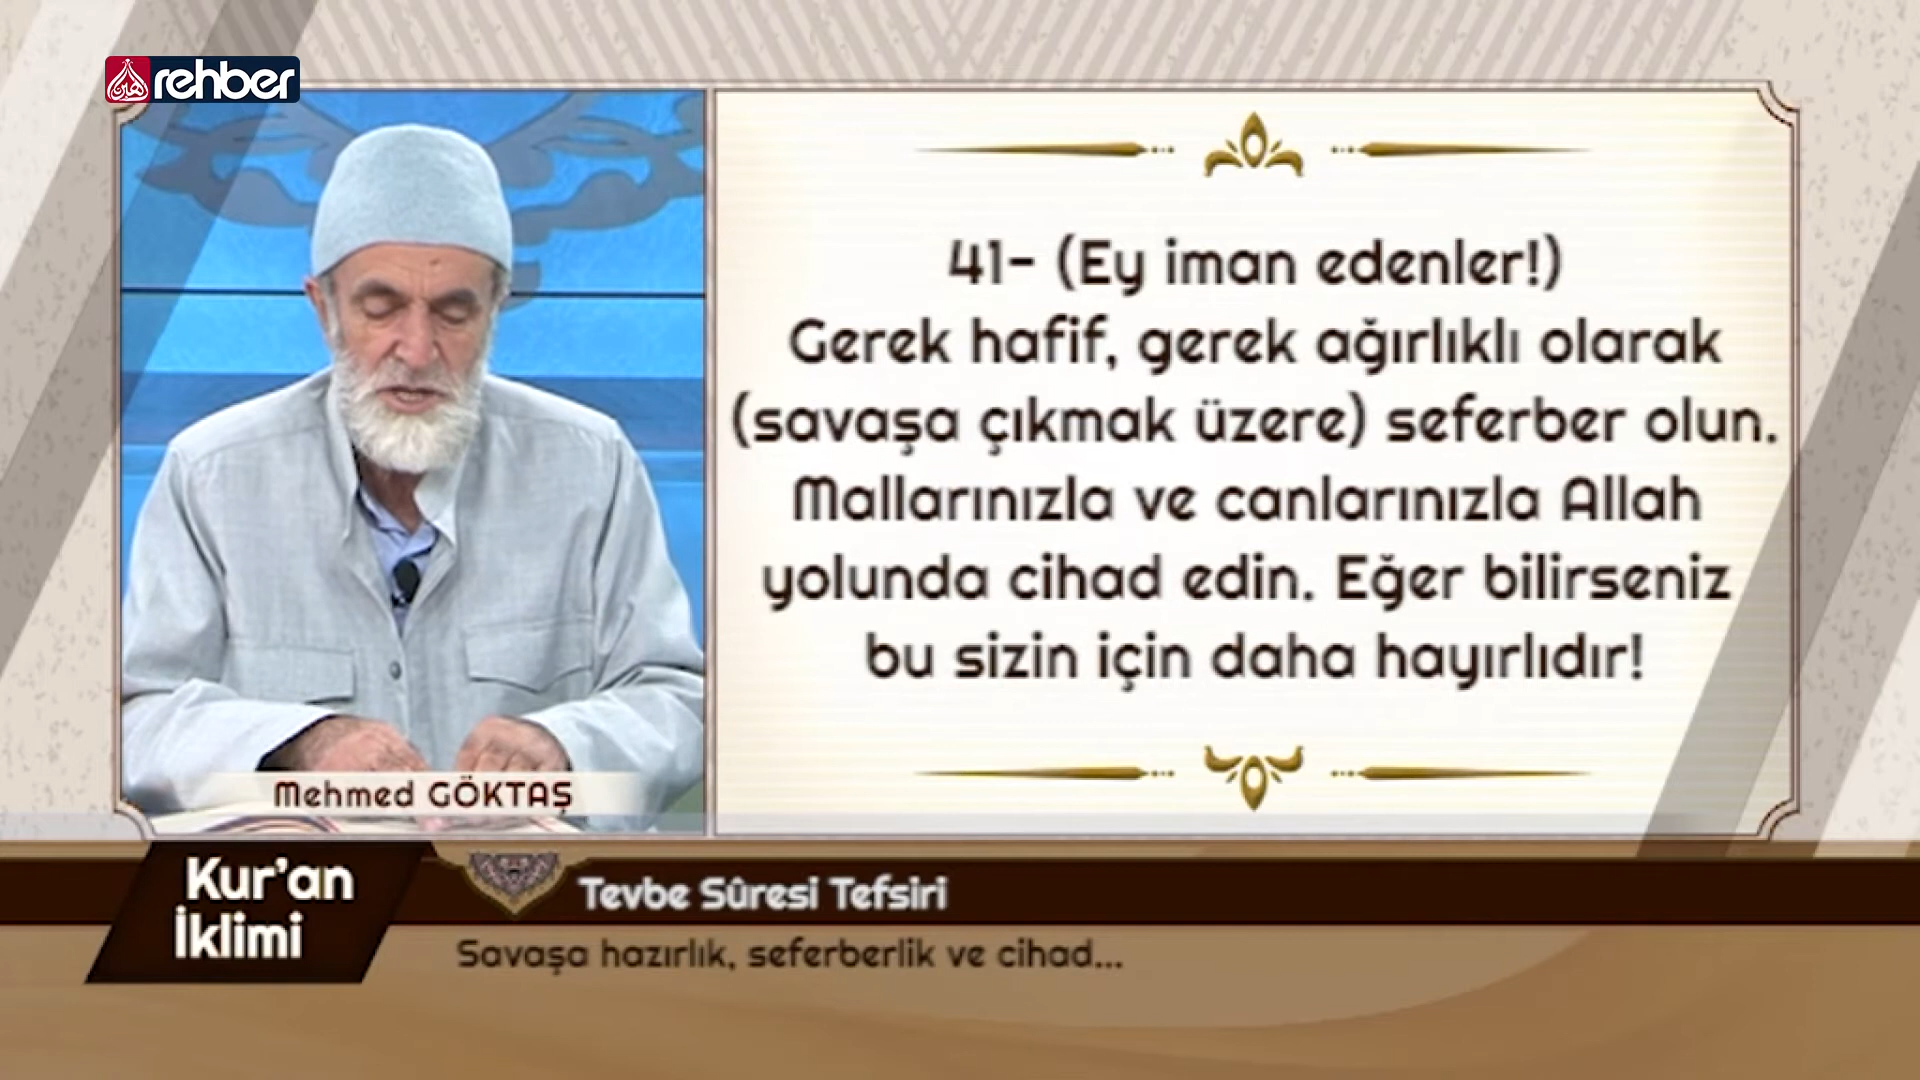 rehber
41- (Ey iman edenler!)
Gerek hafif, gerek ağırlıklı olarak
(savaşa çıkmak üzere) seferber olun.
Mallarınızla ve canlarınızla Allah
yolunda cihad edin. Eğer bilirseniz
bu sizin için daha hayırlıdır!
Mehmed GÖKTAŞ
Kur'an
İklimi
Tevbe Sûresi Tefsiri
Savaşa hazırlık, seferberlik ve cihad...